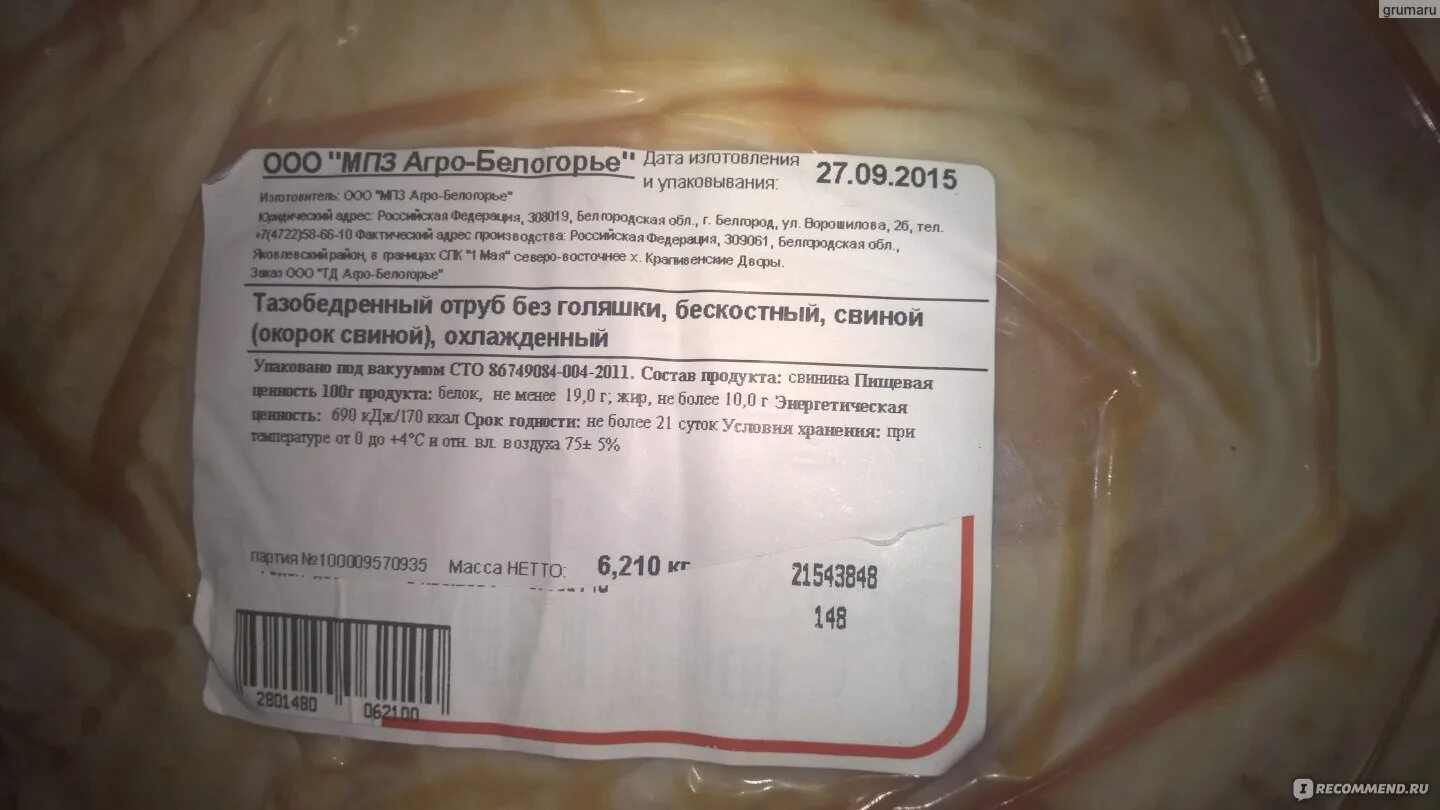 grumaru
ООО "МПЗ Агро-Белогорье" Дата изготовления и упаковывания: 27.09.2015
Изготовитель: ООО "МПЗ Агро-Белогорье"
Юридический адрес: Российская Федерация, 308019, Белгородская обл., г. Белгород, ул. Ворошилова, 2б, тел.
+7(4722)58-66-10 Фактический адрес производства: Российская Федерация, 309061, Белгородская обл.,
Яковлевский район, в границах СПК "1 Мая" северо-восточнее х. Крапивенские Дворы.
Заказ ООО "ТД Агро-Белогорье"
Тазобедренный отруб без голяшки, бескостный, свиной
(окорок свиной), охлажденный
Упаковано под вакуумом СТО 86749084-004-2011. Состав продукта: свинина Пищевая
ценность 100г продукта: белок, не менее 19,0 г; жир, не более 10,0 г Энергетическая
ценность: 690 кДж/170 ккал Срок годности: не более 21 суток Условия хранения: при
температуре от 0 до +4°С и отн. вл. воздуха 75± 5%
партия №100009570935 Масса НЕТТО: 6,210 кг
21543848
148
2801480 062100
IRECOMMEND.RU